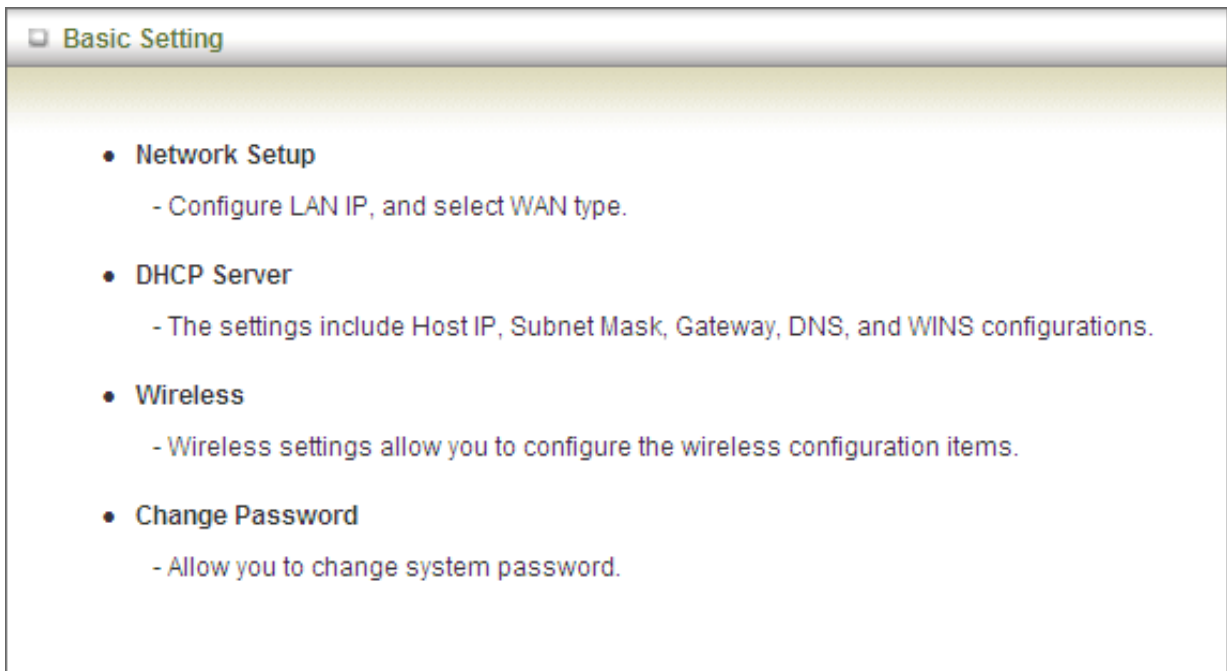 Basic Setting
• Network Setup
- Configure LAN IP, and select WAN type.
• DHCP Server
- The settings include Host IP, Subnet Mask, Gateway, DNS, and WINS configurations.
• Wireless
- Wireless settings allow you to configure the wireless configuration items.
• Change Password
- Allow you to change system password.